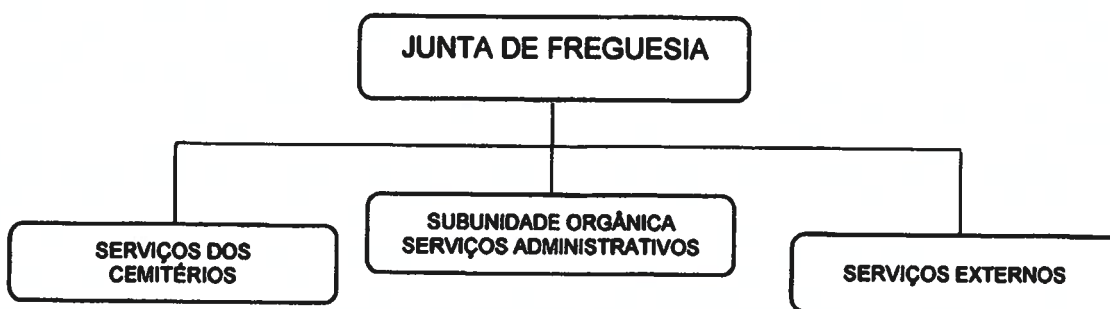 JUNTA DE FREGUESIA
SERVIÇOS DOS
CEMITÉRIOS
SUBUNIDADE ORGÂNICA
SERVIÇOS ADMINISTRATIVOS
SERVIÇOS EXTERNOS